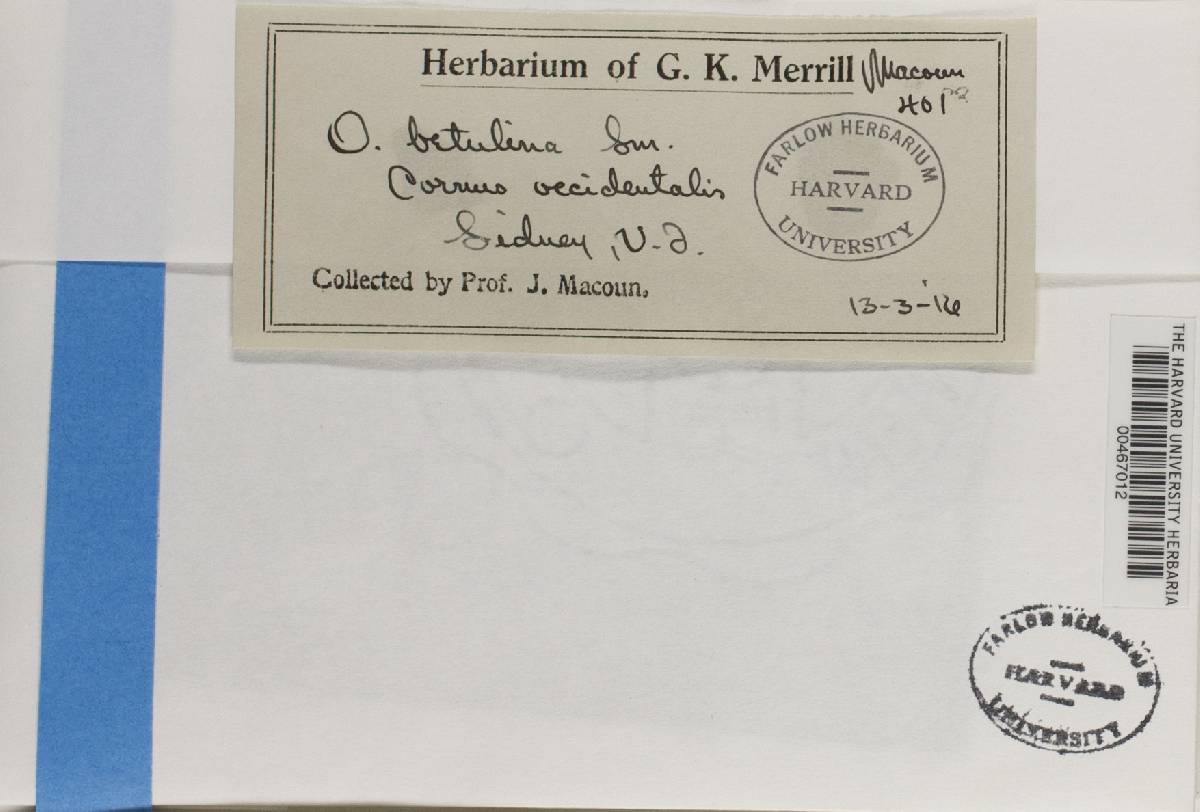 Herbarium of G. K. Merrill Macoun
401
O. betulina Sm.
Cornus occidentalis
Sidney, V.I.
Collected by Prof. J. Macoun,
13-3-16
FARLOW HERBARIUM
HARVARD
UNIVERSITY
THE HARVARD UNIVERSITY HERBARIA
00467012
FARLOW HERBARIUM
HARVARD
UNIVERSITY